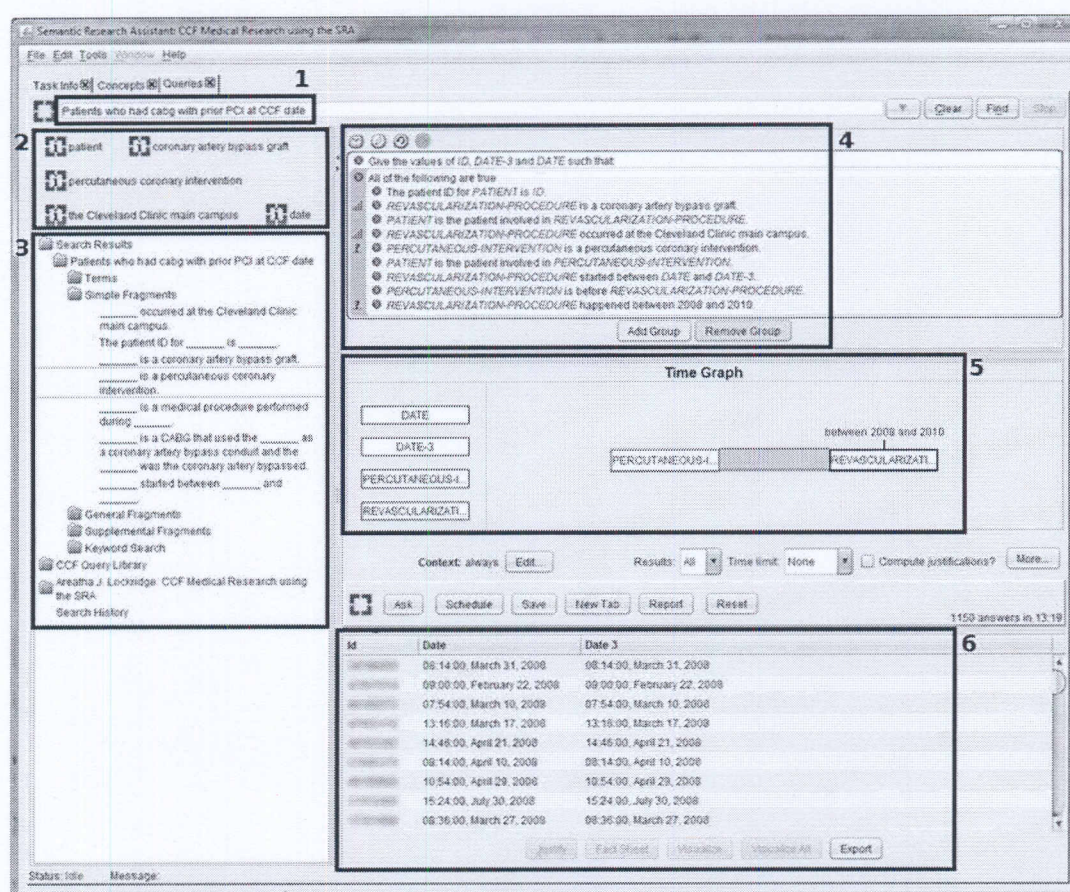 Semantic Research Assistant: CCF Medical Research using the SRA
File Edit Tools Window Help
1
Task Info Concepts Queries
Patients who had cabg with prior PCI at CCF date
Clear Find Stop
2
patient coronary artery bypass graft
percutaneous coronary intervention
the Cleveland Clinic main campus date
3
Search Results
Patients who had cabg with prior PCI at CCF date
Terms
Simple Fragments
______ occurred at the Cleveland Clinic
main campus.
The patient ID for ______ is ______.
______ is a coronary artery bypass graft.
______ is a percutaneous coronary
intervention.
______ is a medical procedure performed
during ______.
______ is a CABG that used the ______ as
a coronary artery bypass conduit and the
______ was the coronary artery bypassed.
______ started between ______ and
______.
General Fragments
Supplemental Fragments
Keyword Search
CCF Query Library
Areatha J. Lockridge: CCF Medical Research using
the SRA
Search History
4
Give the values of ID, DATE-3 and DATE such that:
All of the following are true
The patient ID for PATIENT is ID.
REVASCULARIZATION-PROCEDURE is a coronary artery bypass graft.
PATIENT is the patient involved in REVASCULARIZATION-PROCEDURE.
REVASCULARIZATION-PROCEDURE occurred at the Cleveland Clinic main campus.
PERCUTANEOUS-INTERVENTION is a percutaneous coronary intervention.
PATIENT is the patient involved in PERCUTANEOUS-INTERVENTION.
REVASCULARIZATION-PROCEDURE started between DATE and DATE-3.
PERCUTANEOUS-INTERVENTION is before REVASCULARIZATION-PROCEDURE.
REVASCULARIZATION-PROCEDURE happened between 2008 and 2010.
Add Group Remove Group
Time Graph
5
DATE
DATE-3
PERCUTANEOUS-I...
REVASCULARIZATI...
between 2008 and 2010
PERCUTANEOUS-I... REVASCULARIZATI...
Context: always Edit... Results: All Time limit: None Compute justifications? More...
Ask Schedule Save New Tab Report Reset
1150 answers in 13:19
6
Id Date Date 3
08:14:00, March 31, 2008 08:14:00, March 31, 2008
09:00:00, February 22, 2008 09:00:00, February 22, 2008
07:54:00, March 10, 2008 07:54:00, March 10, 2008
13:16:00, March 17, 2008 13:16:00, March 17, 2008
14:46:00, April 21, 2008 14:46:00, April 21, 2008
08:14:00, April 10, 2008 08:14:00, April 10, 2008
10:54:00, April 29, 2008 10:54:00, April 29, 2008
15:24:00, July 30, 2008 15:24:00, July 30, 2008
08:36:00, March 27, 2008 08:36:00, March 27, 2008
Justify Fact Sheet Visualize Visualize All Export
Status: Idle Message: